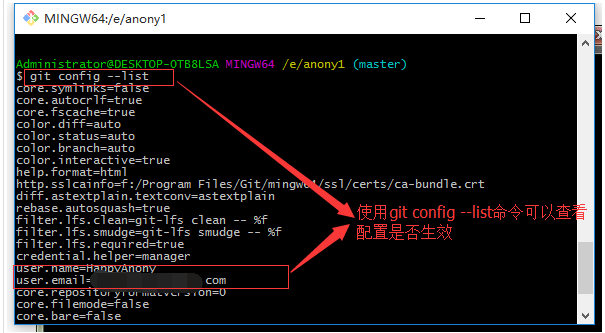 MINGW64:/e/anony1
Administrator@DESKTOP-OTB8LSA MINGW64 /e/anony1 (master)
$ git config --list
core.symlinks=false
core.autocrlf=true
core.fscache=true
color.diff=auto
color.status=auto
color.branch=auto
color.interactive=true
help.format=html
http.sslcainfo=f:/Program Files/Git/mingw64/ssl/certs/ca-bundle.crt
diff.astextplain.textconv=astextplain
rebase.autosquash=true
filter.lfs.clean=git-lfs clean -- %f
filter.lfs.smudge=git-lfs smudge -- %f
filter.lfs.required=true
credential.helper=manager
user.name=HappyAnony
user.email= com
core.repositoryformatversion=0
core.filemode=false
core.bare=false
使用git config --list命令可以查看
配置是否生效